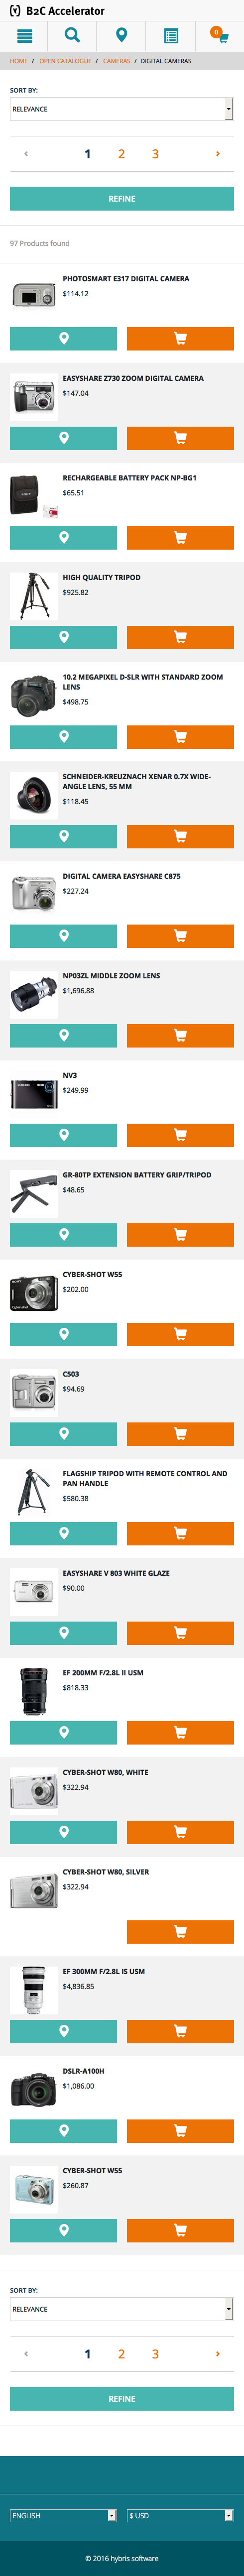 (y) B2C Accelerator
0
HOME / OPEN CATALOGUE / CAMERAS / DIGITAL CAMERAS
SORT BY:
RELEVANCE
« 1 2 3 »
REFINE
97 Products found
PHOTOSMART E317 DIGITAL CAMERA
$114.12
EASYSHARE Z730 ZOOM DIGITAL CAMERA
$147.04
RECHARGEABLE BATTERY PACK NP-BG1
$65.51
HIGH QUALITY TRIPOD
$925.82
10.2 MEGAPIXEL D-SLR WITH STANDARD ZOOM
LENS
$498.75
SCHNEIDER-KREUZNACH XENAR 0.7X WIDE-
ANGLE LENS, 55 MM
$118.45
DIGITAL CAMERA EASYSHARE C875
$227.24
NP03ZL MIDDLE ZOOM LENS
$1,696.88
NV3
$249.99
GR-80TP EXTENSION BATTERY GRIP/TRIPOD
$48.65
CYBER-SHOT W55
$202.00
C503
$94.69
FLAGSHIP TRIPOD WITH REMOTE CONTROL AND
PAN HANDLE
$580.38
EASYSHARE V 803 WHITE GLAZE
$90.00
EF 200MM F/2.8L II USM
$818.33
CYBER-SHOT W80, WHITE
$322.94
CYBER-SHOT W80, SILVER
$322.94
EF 300MM F/2.8L IS USM
$4,836.85
DSLR-A100H
$1,086.00
CYBER-SHOT W55
$260.87
SORT BY:
RELEVANCE
« 1 2 3 »
REFINE
ENGLISH
$ USD
© 2016 hybris software